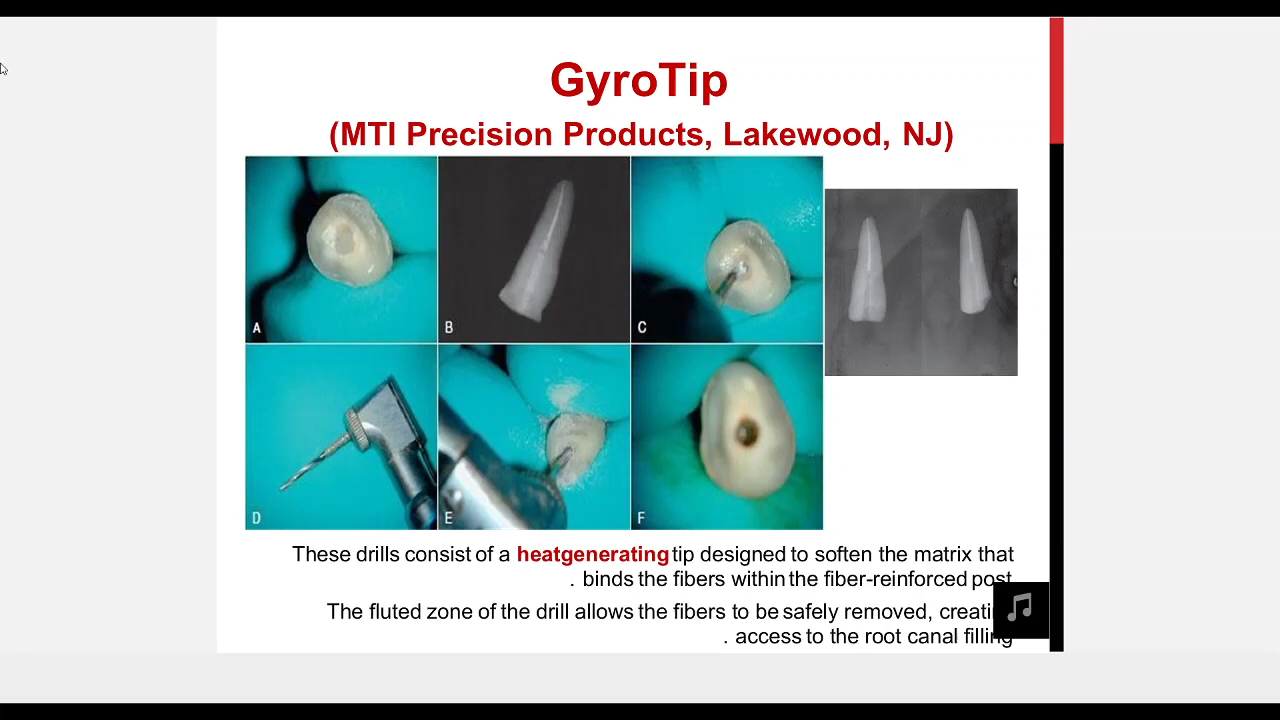 GyroTip
(MTI Precision Products, Lakewood, NJ)
A
B
C
D
E
F
These drills consist of a heatgenerating tip designed to soften the matrix that
. binds the fibers within the fiber-reinforced post
The fluted zone of the drill allows the fibers to be safely removed, creati
. access to the root canal filling